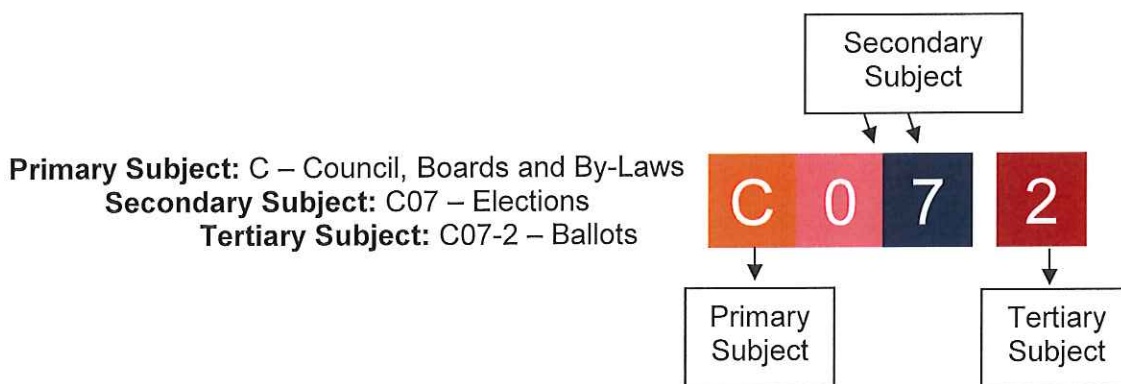 Secondary
Subject
Primary Subject: C – Council, Boards and By-Laws
Secondary Subject: C07 – Elections
Tertiary Subject: C07-2 – Ballots
C 0 7 2
Primary
Subject
Tertiary
Subject